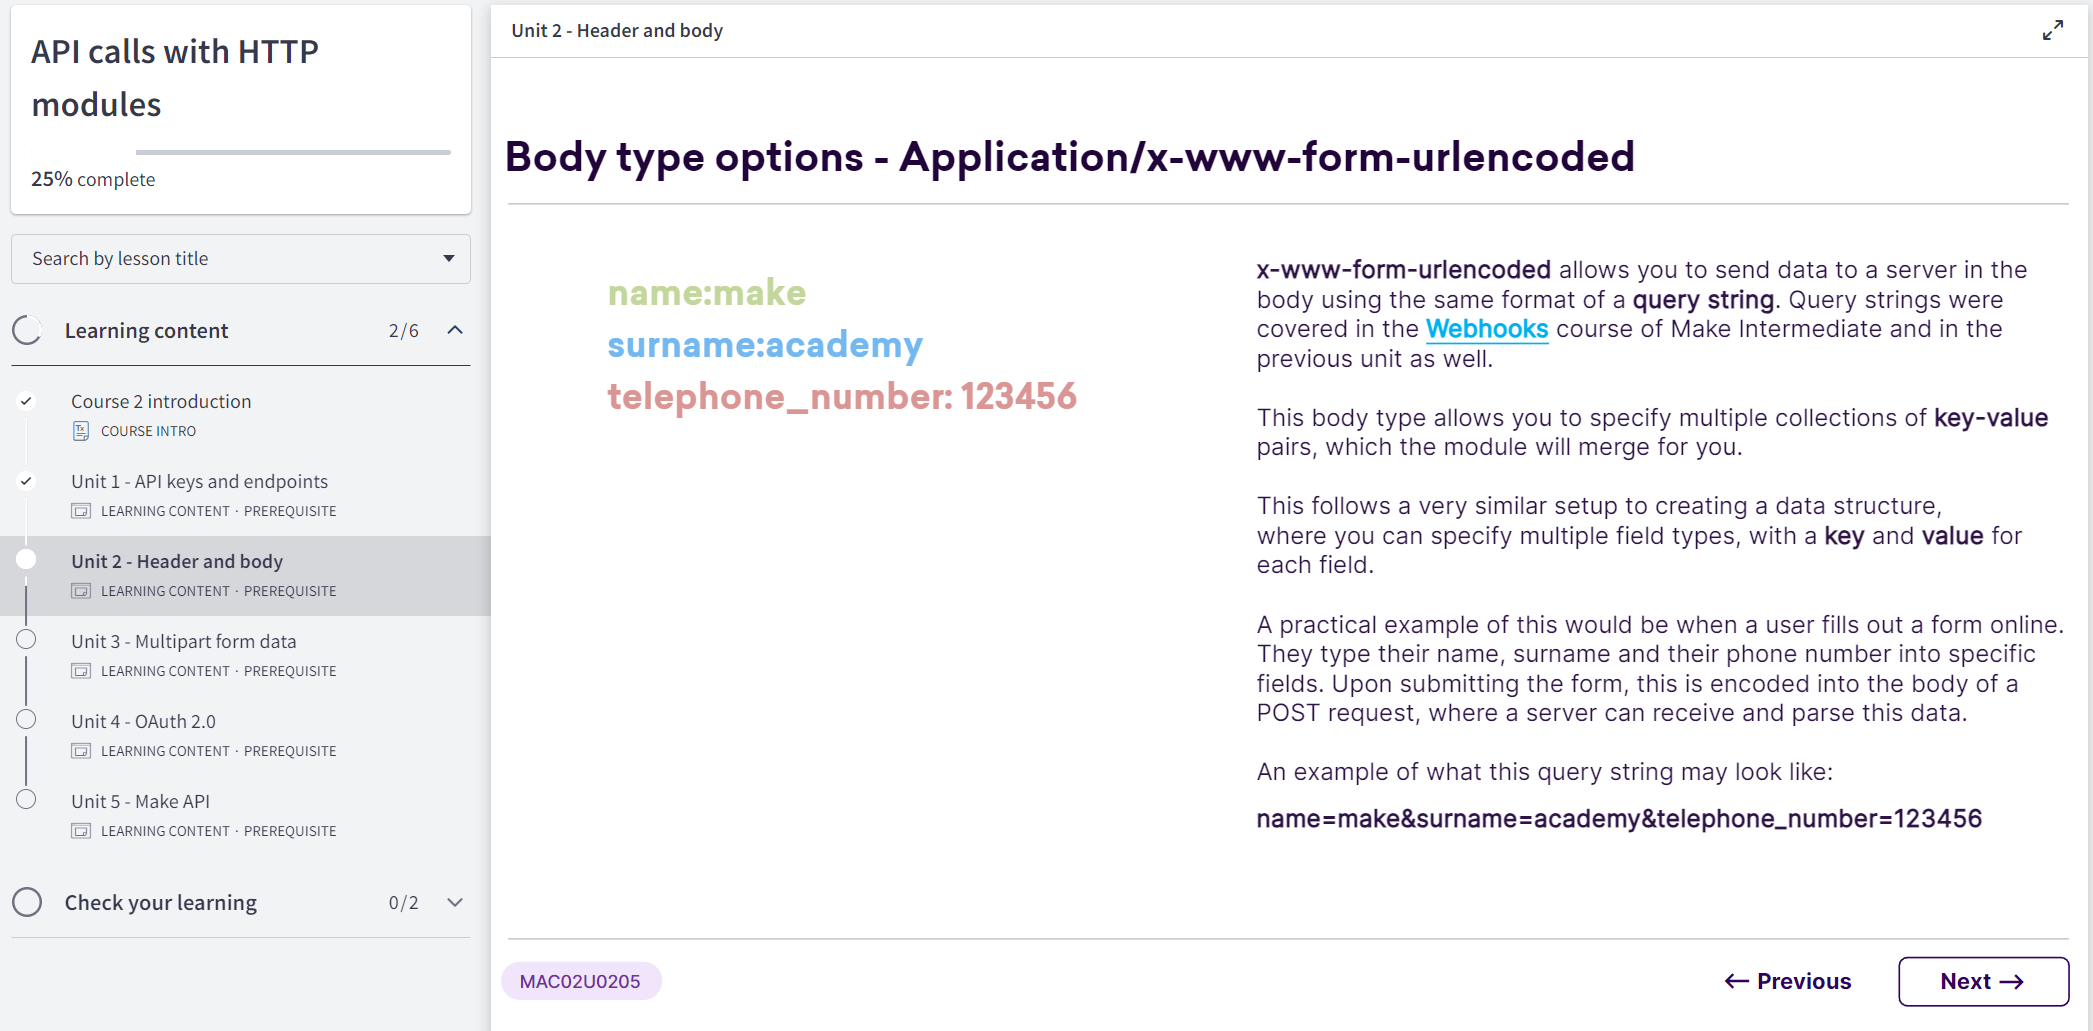 API calls with HTTP
modules
25% complete
Search by lesson title
Learning content 2/6
Course 2 introduction
COURSE INTRO
Unit 1 - API keys and endpoints
LEARNING CONTENT · PREREQUISITE
Unit 2 - Header and body
LEARNING CONTENT · PREREQUISITE
Unit 3 - Multipart form data
LEARNING CONTENT · PREREQUISITE
Unit 4 - OAuth 2.0
LEARNING CONTENT · PREREQUISITE
Unit 5 - Make API
LEARNING CONTENT · PREREQUISITE
Check your learning 0/2
Unit 2 - Header and body
Body type options - Application/x-www-form-urlencoded
name:make
surname:academy
telephone_number: 123456
x-www-form-urlencoded allows you to send data to a server in the
body using the same format of a query string. Query strings were
covered in the Webhooks course of Make Intermediate and in the
previous unit as well.
This body type allows you to specify multiple collections of key-value
pairs, which the module will merge for you.
This follows a very similar setup to creating a data structure,
where you can specify multiple field types, with a key and value for
each field.
A practical example of this would be when a user fills out a form online.
They type their name, surname and their phone number into specific
fields. Upon submitting the form, this is encoded into the body of a
POST request, where a server can receive and parse this data.
An example of what this query string may look like:
name=make&surname=academy&telephone_number=123456
MAC02U0205
← Previous
Next →